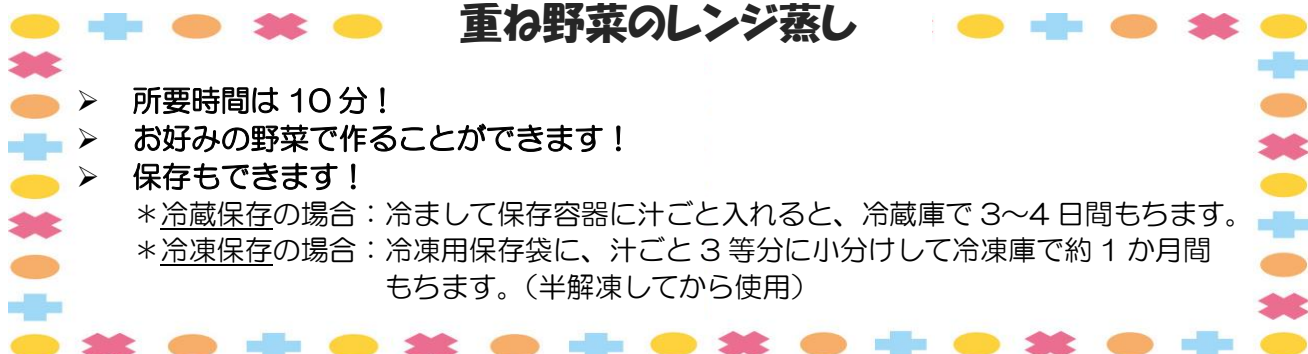 重ね野菜のレンジ蒸し
➢ 所要時間は 10 分！
➢ お好みの野菜で作ることができます！
➢ 保存もできます！
＊冷蔵保存の場合：冷まして保存容器に汁ごと入れると、冷蔵庫で 3～4 日間もちます。
＊冷凍保存の場合：冷凍用保存袋に、汁ごと 3 等分に小分けして冷凍庫で約 1 か月間
もちます。（半解凍してから使用）